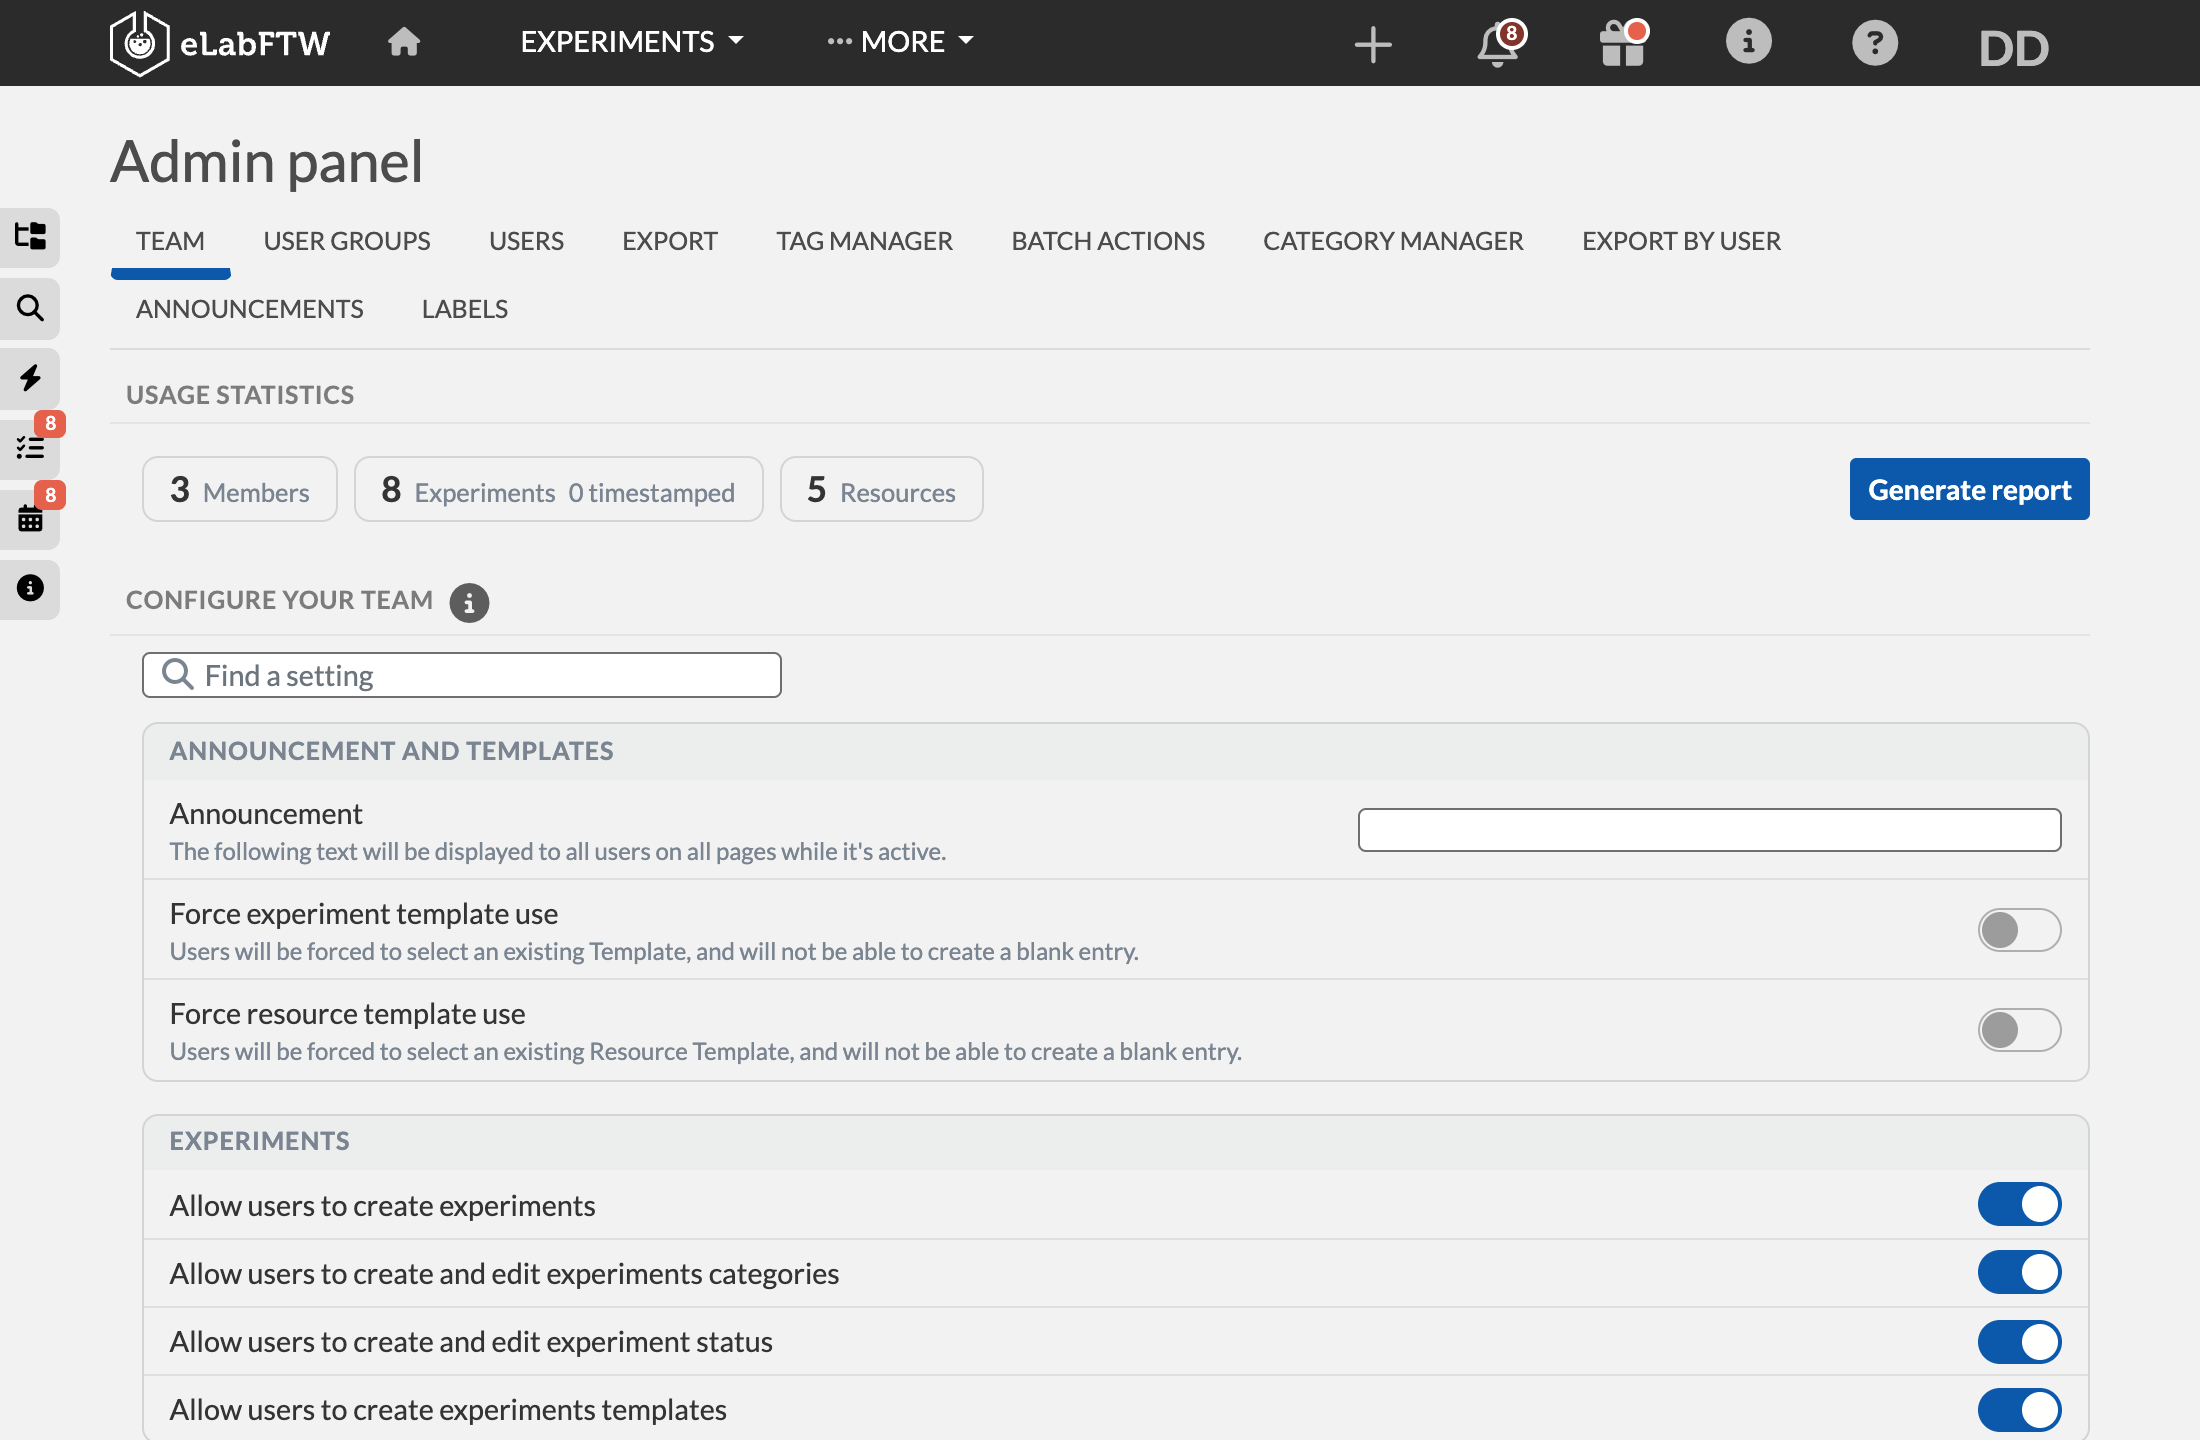 eLabFTW
EXPERIMENTS
MORE
8
DD
Admin panel
TEAM USER GROUPS USERS EXPORT TAG MANAGER BATCH ACTIONS CATEGORY MANAGER EXPORT BY USER
ANNOUNCEMENTS LABELS
8
8
USAGE STATISTICS
3 Members
8 Experiments 0 timestamped
5 Resources
Generate report
CONFIGURE YOUR TEAM
Find a setting
ANNOUNCEMENT AND TEMPLATES
Announcement
The following text will be displayed to all users on all pages while it's active.
Force experiment template use
Users will be forced to select an existing Template, and will not be able to create a blank entry.
Force resource template use
Users will be forced to select an existing Resource Template, and will not be able to create a blank entry.
EXPERIMENTS
Allow users to create experiments
Allow users to create and edit experiments categories
Allow users to create and edit experiment status
Allow users to create experiments templates